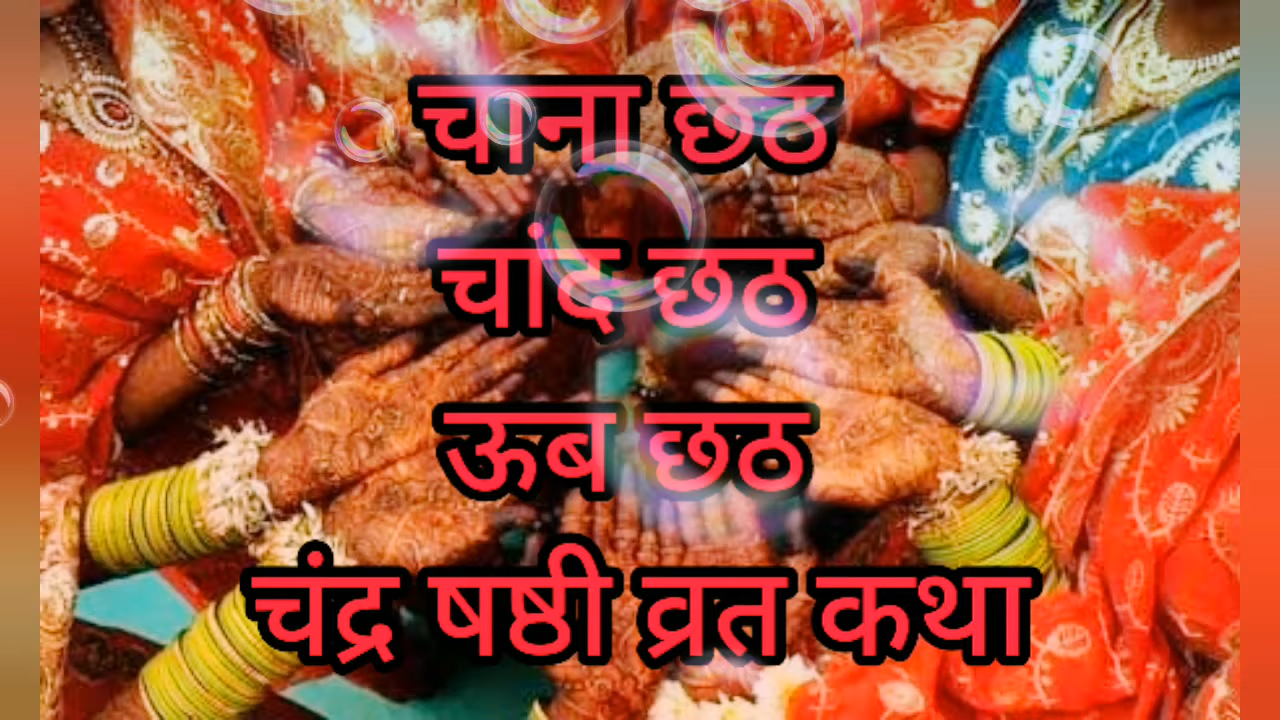 चाना छठ
चांद छठ
ऊब छठ
चंद्र षष्ठी व्रत कथा